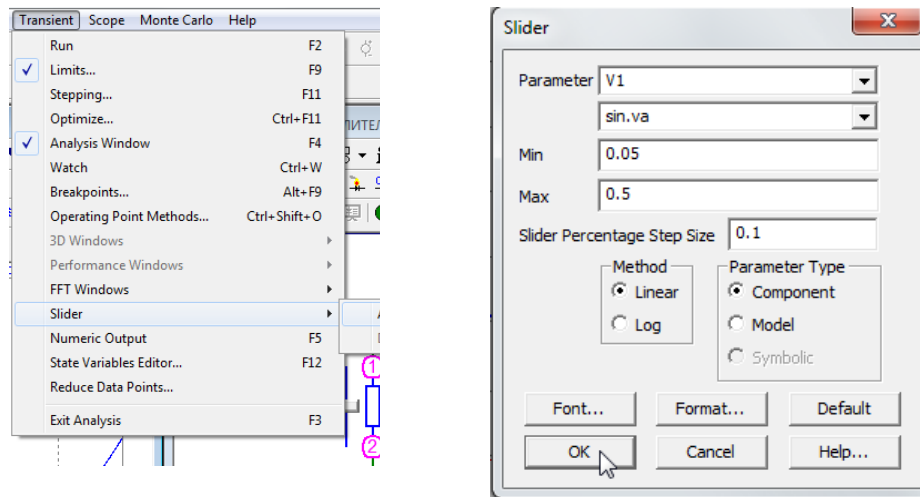 Transient Scope Monte Carlo Help
Run F2
Limits... F9
Stepping... F11
Optimize... Ctrl+F11
Analysis Window F4
Watch Ctrl+W
Breakpoints... Alt+F9
Operating Point Methods... Ctrl+Shift+O
3D Windows
Performance Windows
FFT Windows
Slider
Numeric Output F5
State Variables Editor... F12
Reduce Data Points...
Exit Analysis F3
1
2
Slider
Parameter V1
sin.va
Min 0.05
Max 0.5
Slider Percentage Step Size 0.1
Method Parameter Type
Linear Component
Log Model
Symbolic
Font... Format... Default
OK Cancel Help...